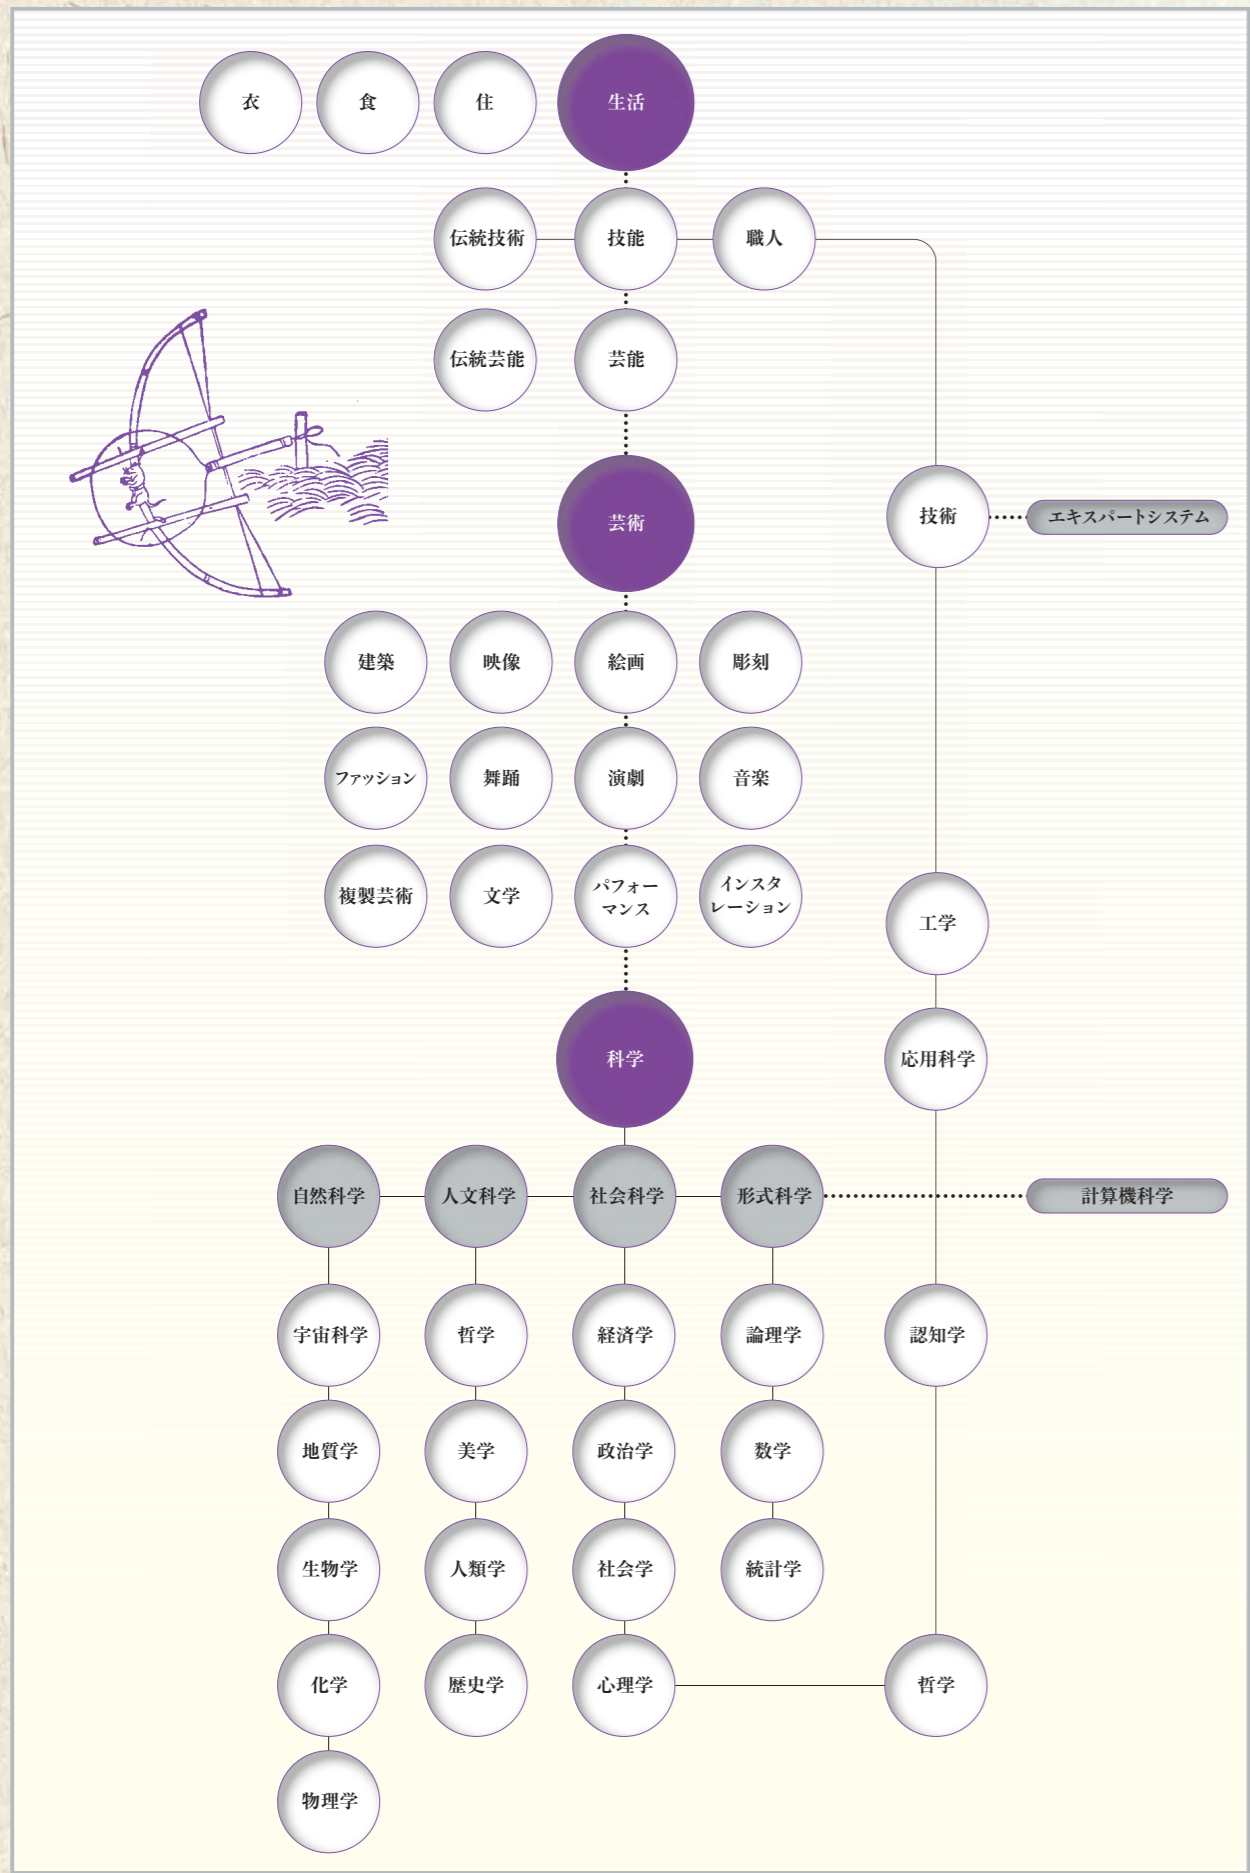 衣
食
住
生活
伝統技術
技能
職人
伝統芸能
芸能
芸術
技術
エキスパートシステム
建築
映像
絵画
彫刻
ファッション
舞踊
演劇
音楽
複製芸術
文学
パフォー
マンス
インスタ
レーション
工学
科学
応用科学
自然科学
人文科学
社会科学
形式科学
計算機科学
宇宙科学
哲学
経済学
論理学
認知学
地質学
美学
政治学
数学
生物学
人類学
社会学
統計学
化学
歴史学
心理学
哲学
物理学